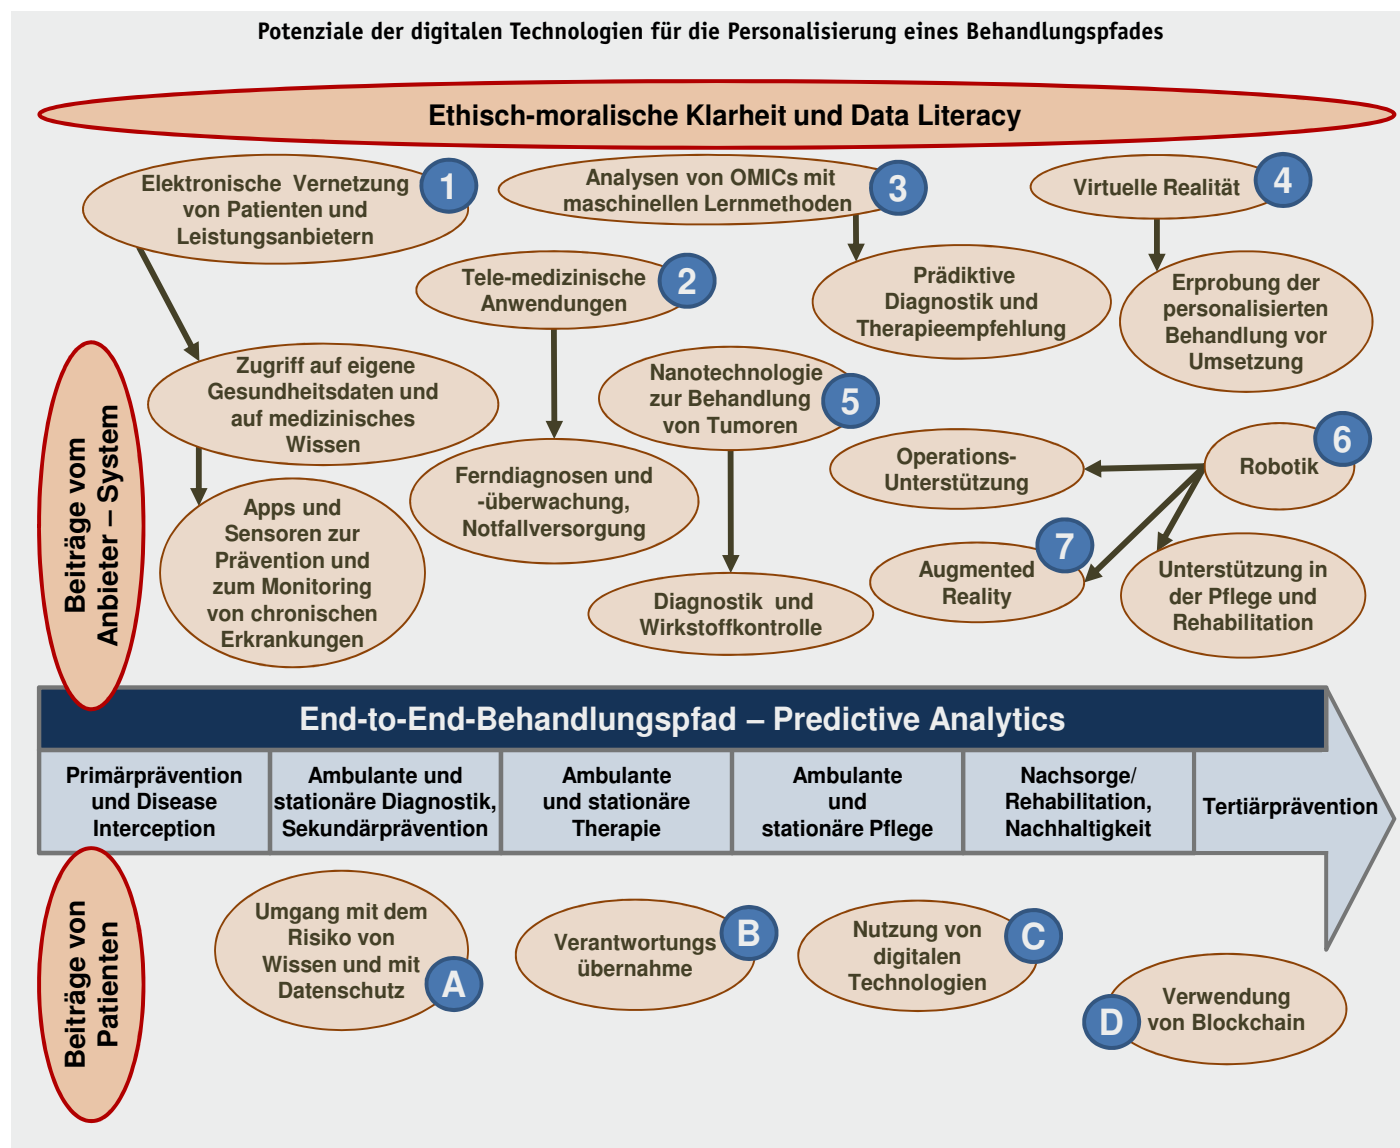 Potenziale der digitalen Technologien für die Personalisierung eines Behandlungspfades
Ethisch-moralische Klarheit und Data Literacy
Elektronische Vernetzung
von Patienten und
Leistungsanbietern
1
Analysen von OMICs mit
maschinellen Lernmethoden
3
Virtuelle Realität
4
Tele-medizinische
Anwendungen
2
Prädiktive
Diagnostik und
Therapieempfehlung
Erprobung der
personalisierten
Behandlung vor
Umsetzung
Beiträge vom
Anbieter – System
Zugriff auf eigene
Gesundheitsdaten und
auf medizinisches
Wissen
Nanotechnologie
zur Behandlung
von Tumoren
5
Operations-
Unterstützung
Robotik
6
Ferndiagnosen und
-überwachung,
Notfallversorgung
Apps und
Sensoren zur
Prävention und
zum Monitoring
von chronischen
Erkrankungen
Diagnostik und
Wirkstoffkontrolle
Augmented
Reality
7
Unterstützung in
der Pflege und
Rehabilitation
End-to-End-Behandlungspfad – Predictive Analytics
Primärprävention
und Disease
Interception
Ambulante und
stationäre Diagnostik,
Sekundärprävention
Ambulante
und stationäre
Therapie
Ambulante
und
stationäre Pflege
Nachsorge/
Rehabilitation,
Nachhaltigkeit
Tertiärprävention
Beiträge von
Patienten
Umgang mit dem
Risiko von
Wissen und mit
Datenschutz
A
Verantwortungs
übernahme
B
Nutzung von
digitalen
Technologien
C
D
Verwendung
von Blockchain